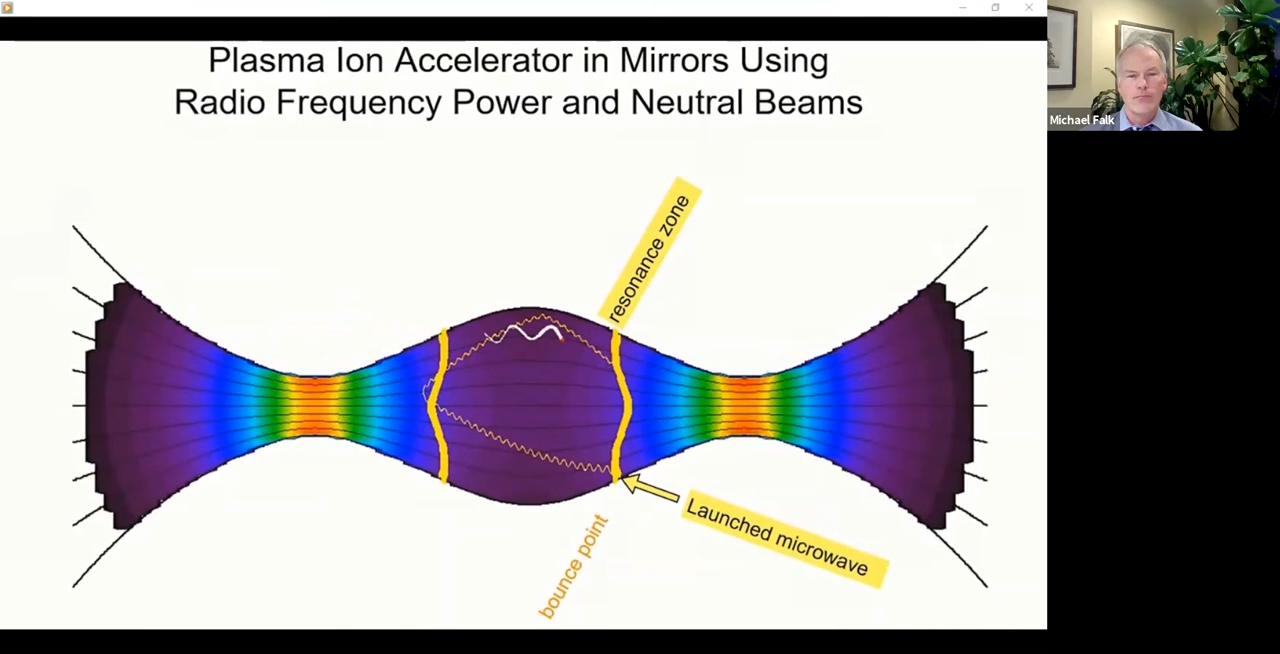 Plasma Ion Accelerator in Mirrors Using
Radio Frequency Power and Neutral Beams
Michael Falk
resonance zone
Launched microwave
bounce point